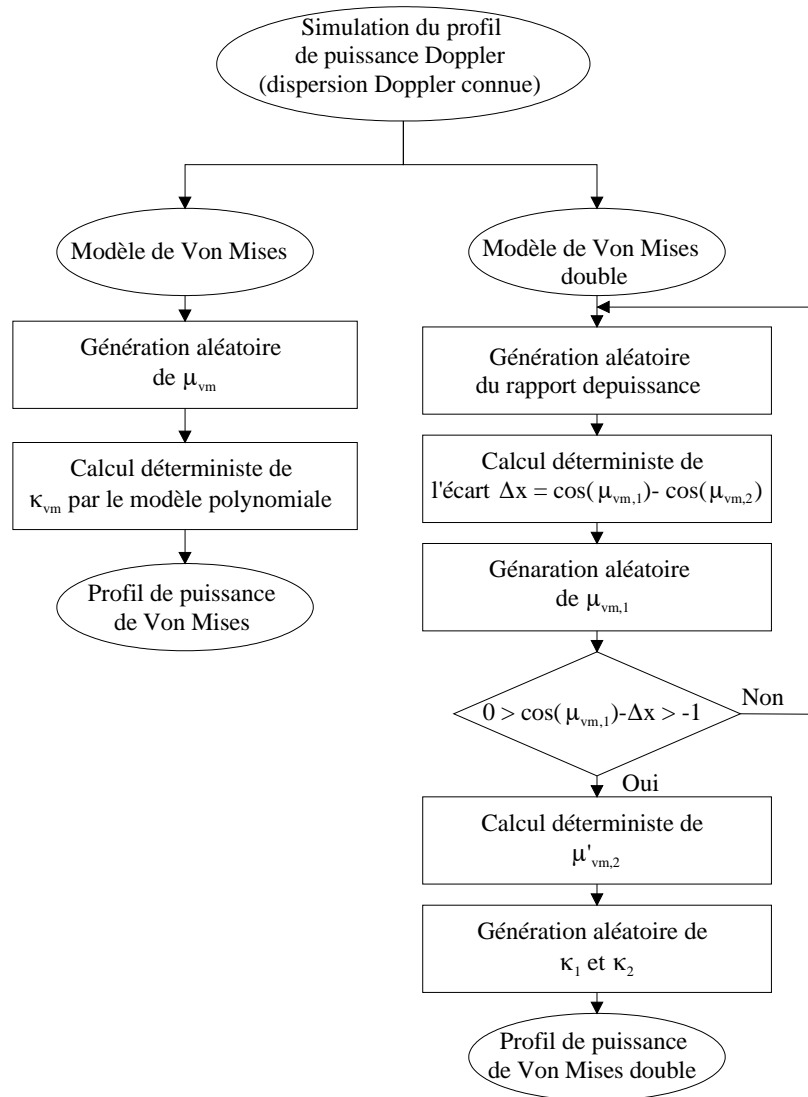 Simulation du profil
de puissance Doppler
(dispersion Doppler connue)
Modèle de Von Mises
Génération aléatoire
de μvm
Calcul déterministe de
κvm par le modèle polynomiale
Profil de puissance
de Von Mises
Modèle de Von Mises
double
Génération aléatoire
du rapport depuissance
Calcul déterministe de
l'écart Δx = cos(μvm,1)- cos(μvm,2)
Génaration aléatoire
de μvm,1
0 > cos(μvm,1)-Δx > -1
Non
Oui
Calcul déterministe de
μ'vm,2
Génération aléatoire de
κ1 et κ2
Profil de puissance
de Von Mises double